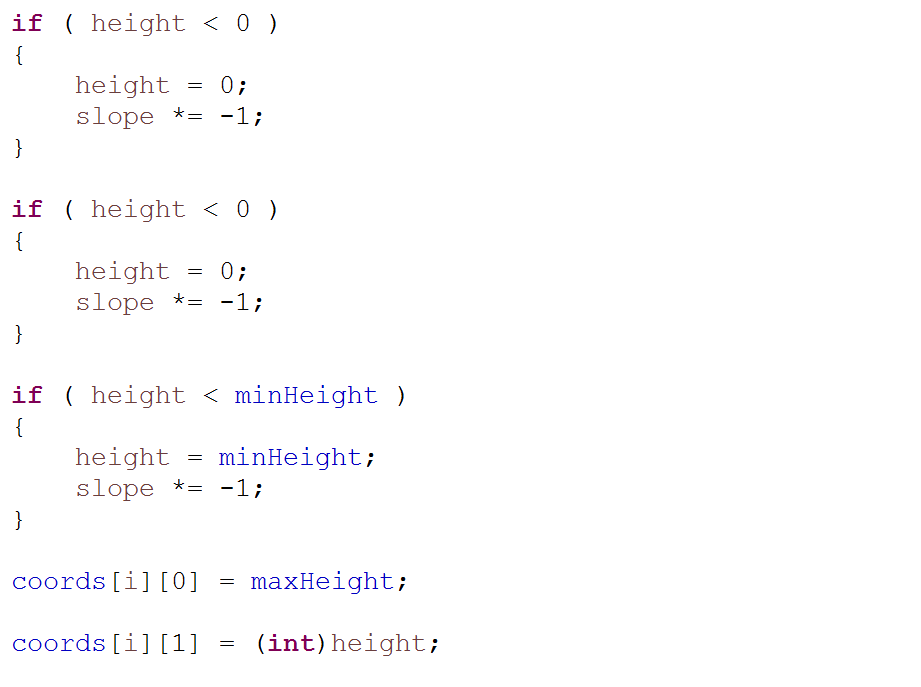 if ( height < 0 )
{
    height = 0;
    slope *= -1;
}

if ( height < 0 )
{
    height = 0;
    slope *= -1;
}

if ( height < minHeight )
{
    height = minHeight;
    slope *= -1;
}

coords[i][0] = maxHeight;

coords[i][1] = (int)height;